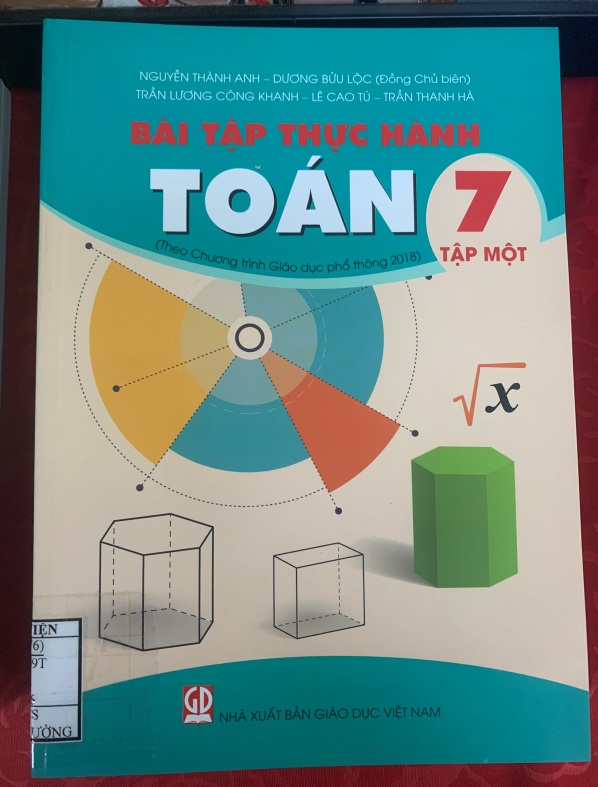 NGUYỄN THÀNH ANH – DƯƠNG BỬU LỘC (Đồng Chủ biên)
TRẦN LƯƠNG CÔNG KHANH – LÊ CAO TÚ – TRẦN THANH HÀ
BÀI TẬP THỰC HÀNH
TOÁN 7
TẬP MỘT
(Theo Chương trình Giáo dục phổ thông 2018)
√x
IỆN
6)
9T
S
ƯỞNG
GD
NHÀ XUẤT BẢN GIÁO DỤC VIỆT NAM